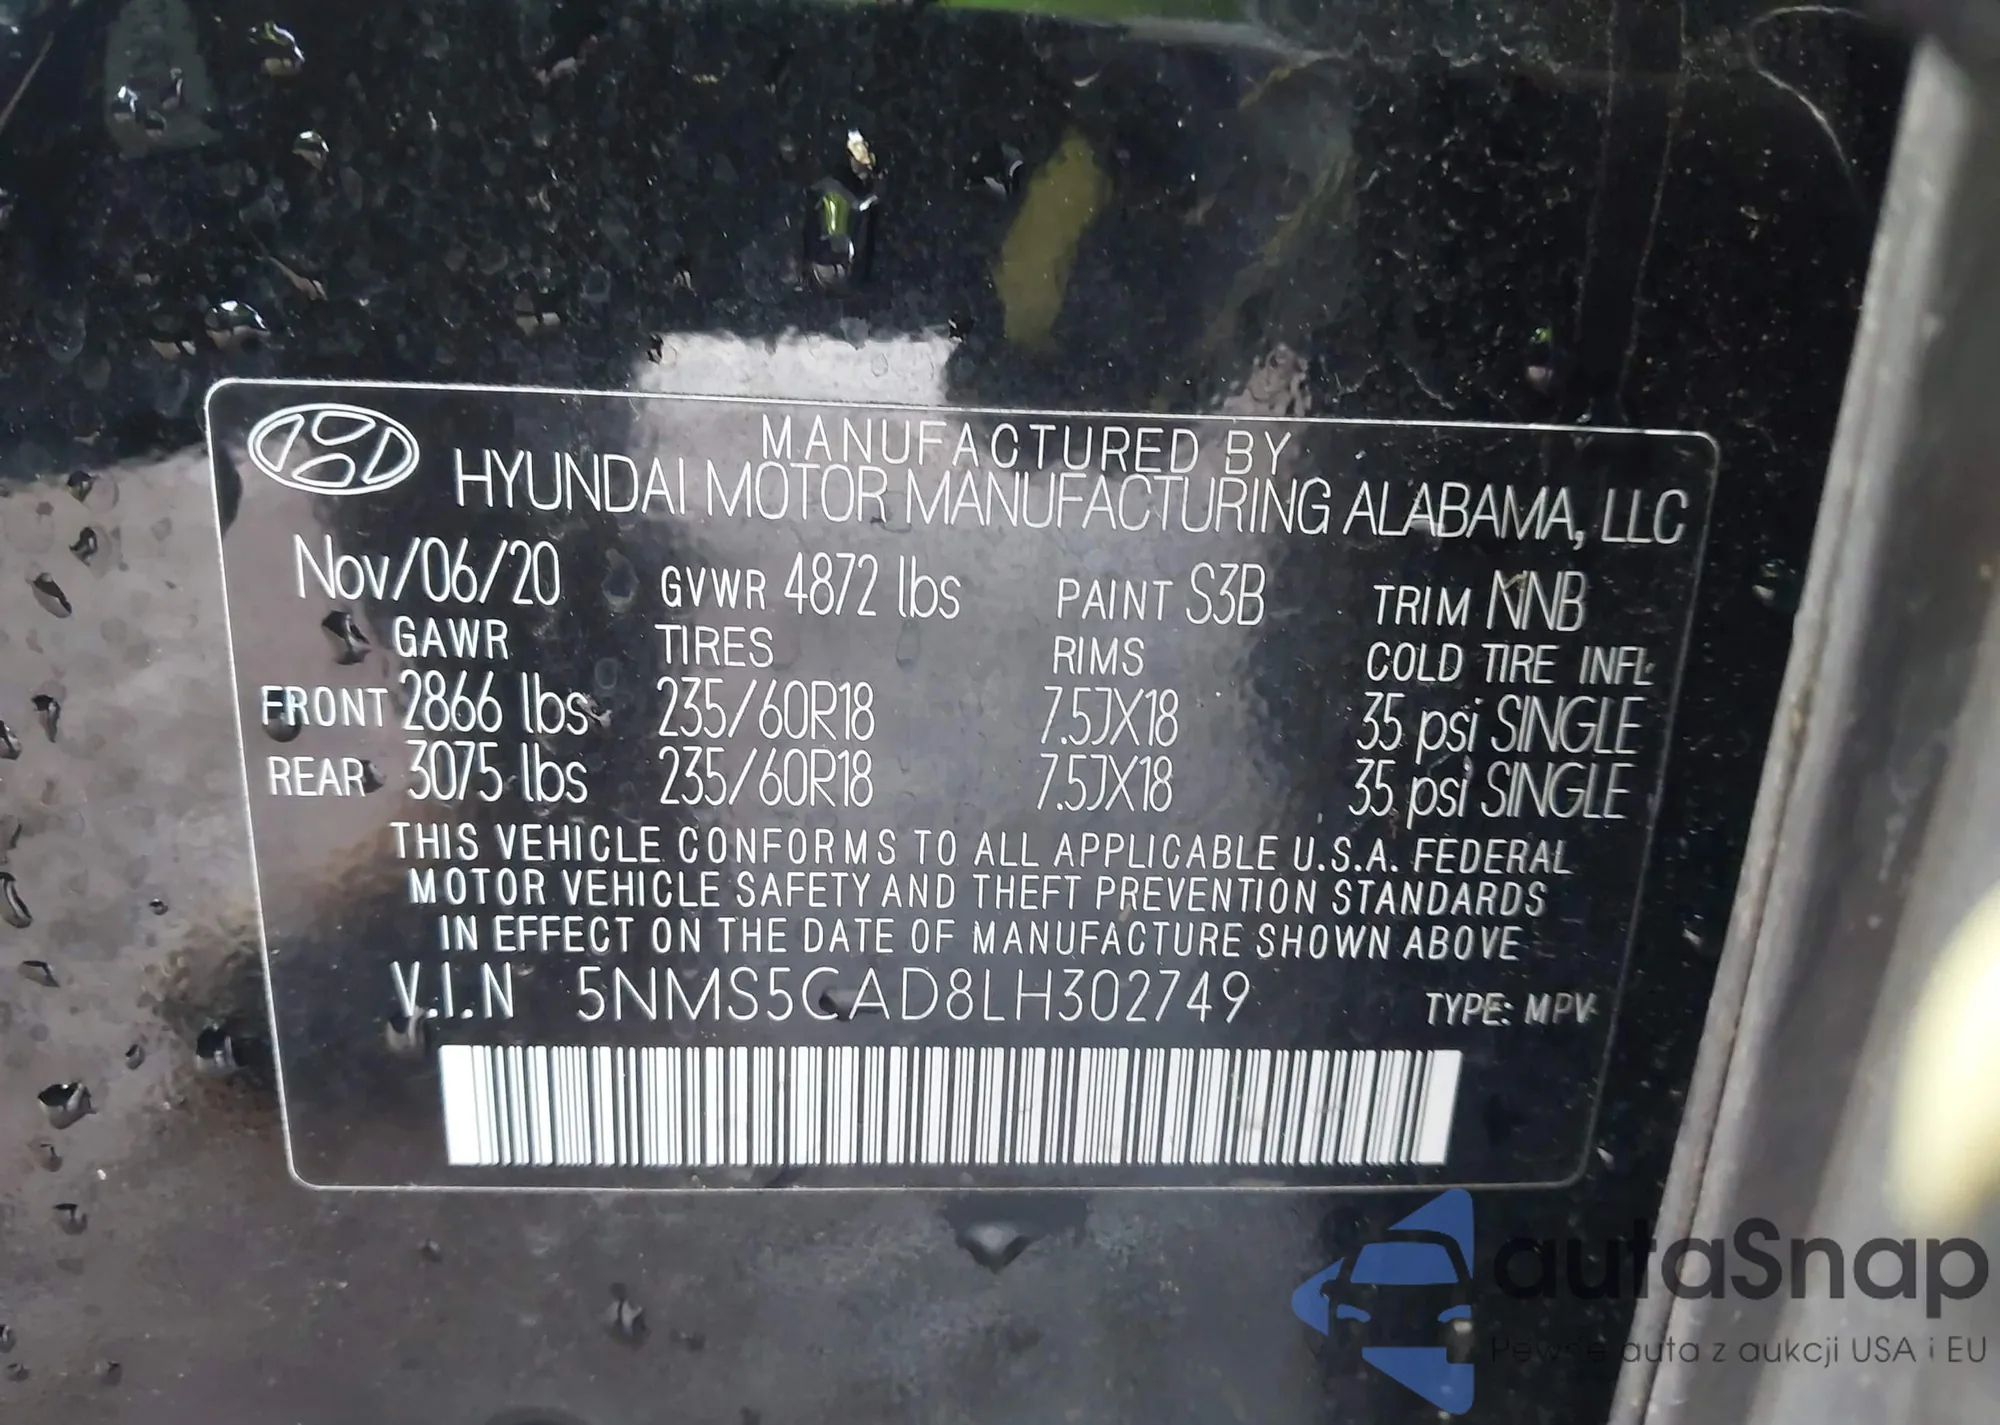 MANUFACTURED BY
HYUNDAI MOTOR MANUFACTURING ALABAMA, LLC
Nov/06/20 GVWR 4872 lbs PAINT S3B TRIM NNB
GAWR TIRES RIMS COLD TIRE INFL
FRONT 2866 lbs 235/60R18 7.5JX18 35 psi SINGLE
REAR 3075 lbs 235/60R18 7.5JX18 35 psi SINGLE
THIS VEHICLE CONFORMS TO ALL APPLICABLE U.S.A. FEDERAL
MOTOR VEHICLE SAFETY AND THEFT PREVENTION STANDARDS
IN EFFECT ON THE DATE OF MANUFACTURE SHOWN ABOVE
V.I.N 5NMS5CAD8LH302749 TYPE: MPV
autaSnap
Pewne auta z aukcji USA i EU